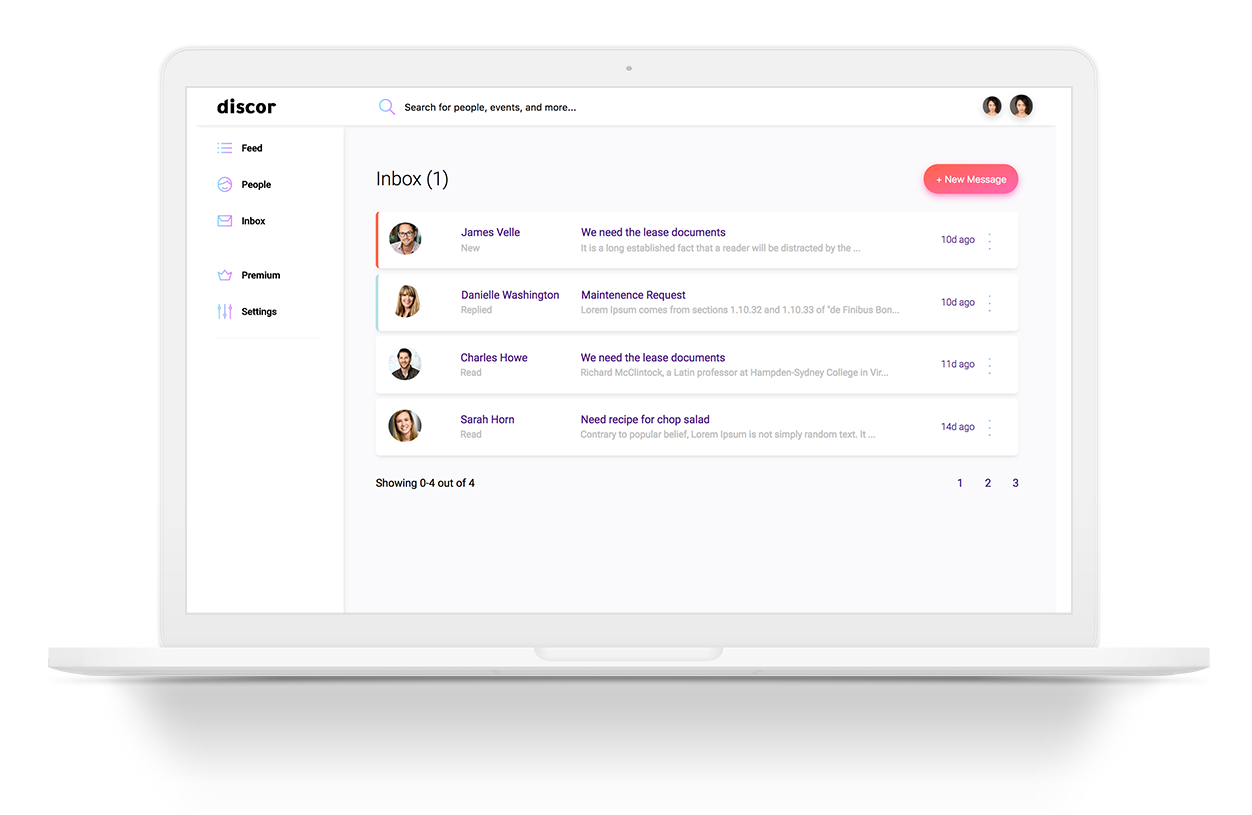 discor
Search for people, events, and more...
Feed
People
Inbox
Premium
Settings
Inbox (1)
+ New Message
James Velle
New
We need the lease documents
It is a long established fact that a reader will be distracted by the ...
10d ago
Danielle Washington
Replied
Maintenence Request
Lorem Ipsum comes from sections 1.10.32 and 1.10.33 of "de Finibus Bon...
10d ago
Charles Howe
Read
We need the lease documents
Richard McClintock, a Latin professor at Hampden-Sydney College in Vir...
11d ago
Sarah Horn
Read
Need recipe for chop salad
Contrary to popular belief, Lorem Ipsum is not simply random text. It ...
14d ago
Showing 0-4 out of 4
1 2 3